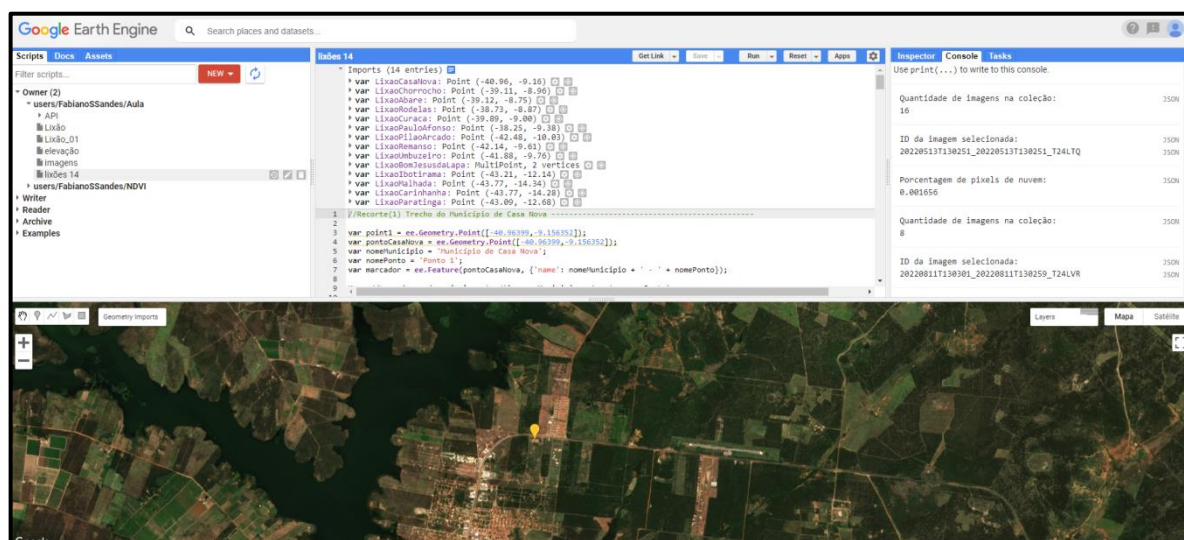 Google Earth Engine
Search places and datasets...
Scripts Docs Assets
Filter scripts...
NEW
Owner (2)
users/FabianoSSandes/Aula
API
Lixão
Lixão_01
elevação
imagens
lixões 14
users/FabianoSSandes/NDVI
Writer
Reader
Archive
Examples
lixões 14
Get Link Save Run Reset Apps
Imports (14 entries)
var LixaoCasaNova: Point (-40.96, -9.16)
var LixaoChorrocho: Point (-39.11, -8.96)
var LixaoAbare: Point (-39.12, -8.75)
var LixaoRodelas: Point (-38.73, -8.87)
var LixaoCuraca: Point (-39.89, -9.00)
var LixaoPauloAfonso: Point (-38.25, -9.38)
var LixaoPilaoArcado: Point (-42.48, -10.03)
var LixaoRemanso: Point (-42.14, -9.61)
var LixaoUmbuzeiro: Point (-41.88, -9.76)
var LixaoBomJesusdaLapa: MultiPoint, 2 vertices
var LixaoIbotirama: Point (-43.21, -12.14)
var LixaoMalhada: Point (-43.77, -14.34)
var LixaoCarinhanha: Point (-43.77, -14.28)
var LixaoParatinga: Point (-43.09, -12.68)
1 //Recorte(1) Trecho do Município de Casa Nova ----------------------------------------------
2
3 var point1 = ee.Geometry.Point([-40.96399,-9.156352]);
4 var pontoCasaNova = ee.Geometry.Point([-40.96399,-9.156352]);
5 var nomeMunicipio = 'Município de Casa Nova';
6 var nomePonto = 'Ponto 1';
7 var marcador = ee.Feature(pontoCasaNova, {'name': nomeMunicipio + ' - ' + nomePonto});
8
9
Inspector Console Tasks
Use print(...) to write to this console.
Quantidade de imagens na coleção: JSON
16
ID da imagem selecionada: JSON
20220513T130251_20220513T130251_T24LTQ
Porcentagem de pixels de nuvem: JSON
0.001656
Quantidade de imagens na coleção: JSON
8
ID da imagem selecionada: JSON
20220811T130301_20220811T130259_T24LVR
Geometry Imports
Layers
Mapa Satélite
+
−